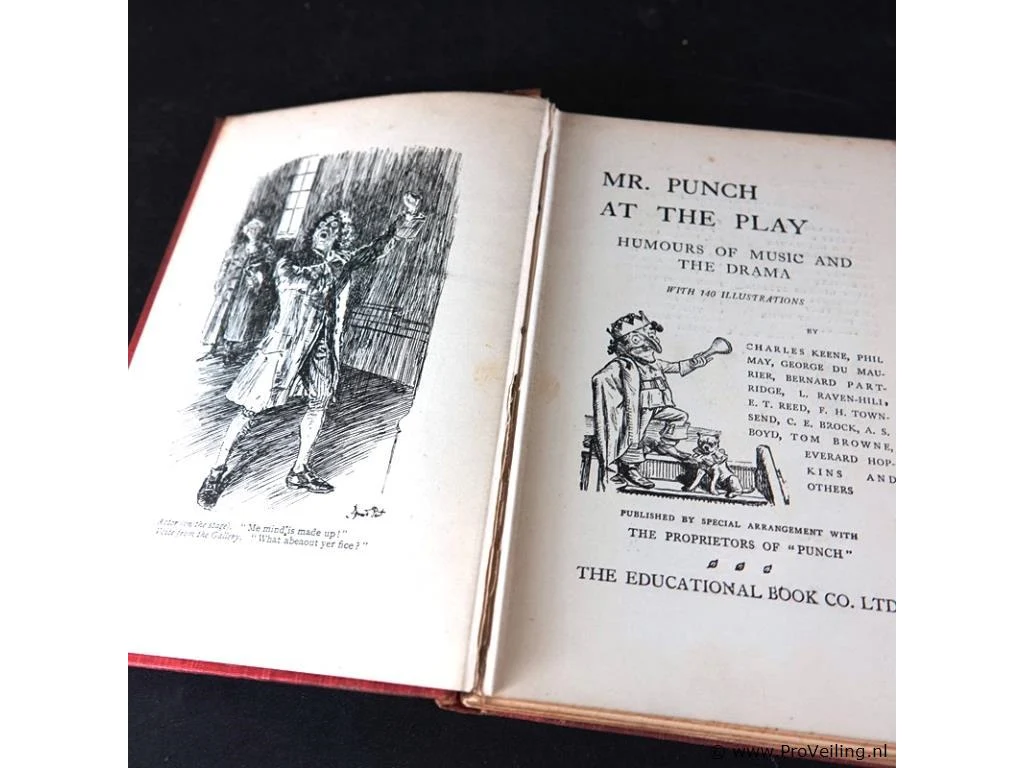 Actor (on the stage). "Me mind is made up!"
Voice from the Gallery. "What abeaout yer fice?"
MR. PUNCH
AT THE PLAY
HUMOURS OF MUSIC AND
THE DRAMA
WITH 140 ILLUSTRATIONS
BY
CHARLES KEENE, PHIL
MAY, GEORGE DU MAU-
RIER, BERNARD PART-
RIDGE, L. RAVEN-HILL,
E. T. REED, F. H. TOWN-
SEND, C. E. BROCK, A. S.
BOYD, TOM BROWNE,
EVERARD HOP-
KINS AND
OTHERS
PUBLISHED BY SPECIAL ARRANGEMENT WITH
THE PROPRIETORS OF "PUNCH"
THE EDUCATIONAL BOOK CO. LTD
© www.ProVeiling.nl